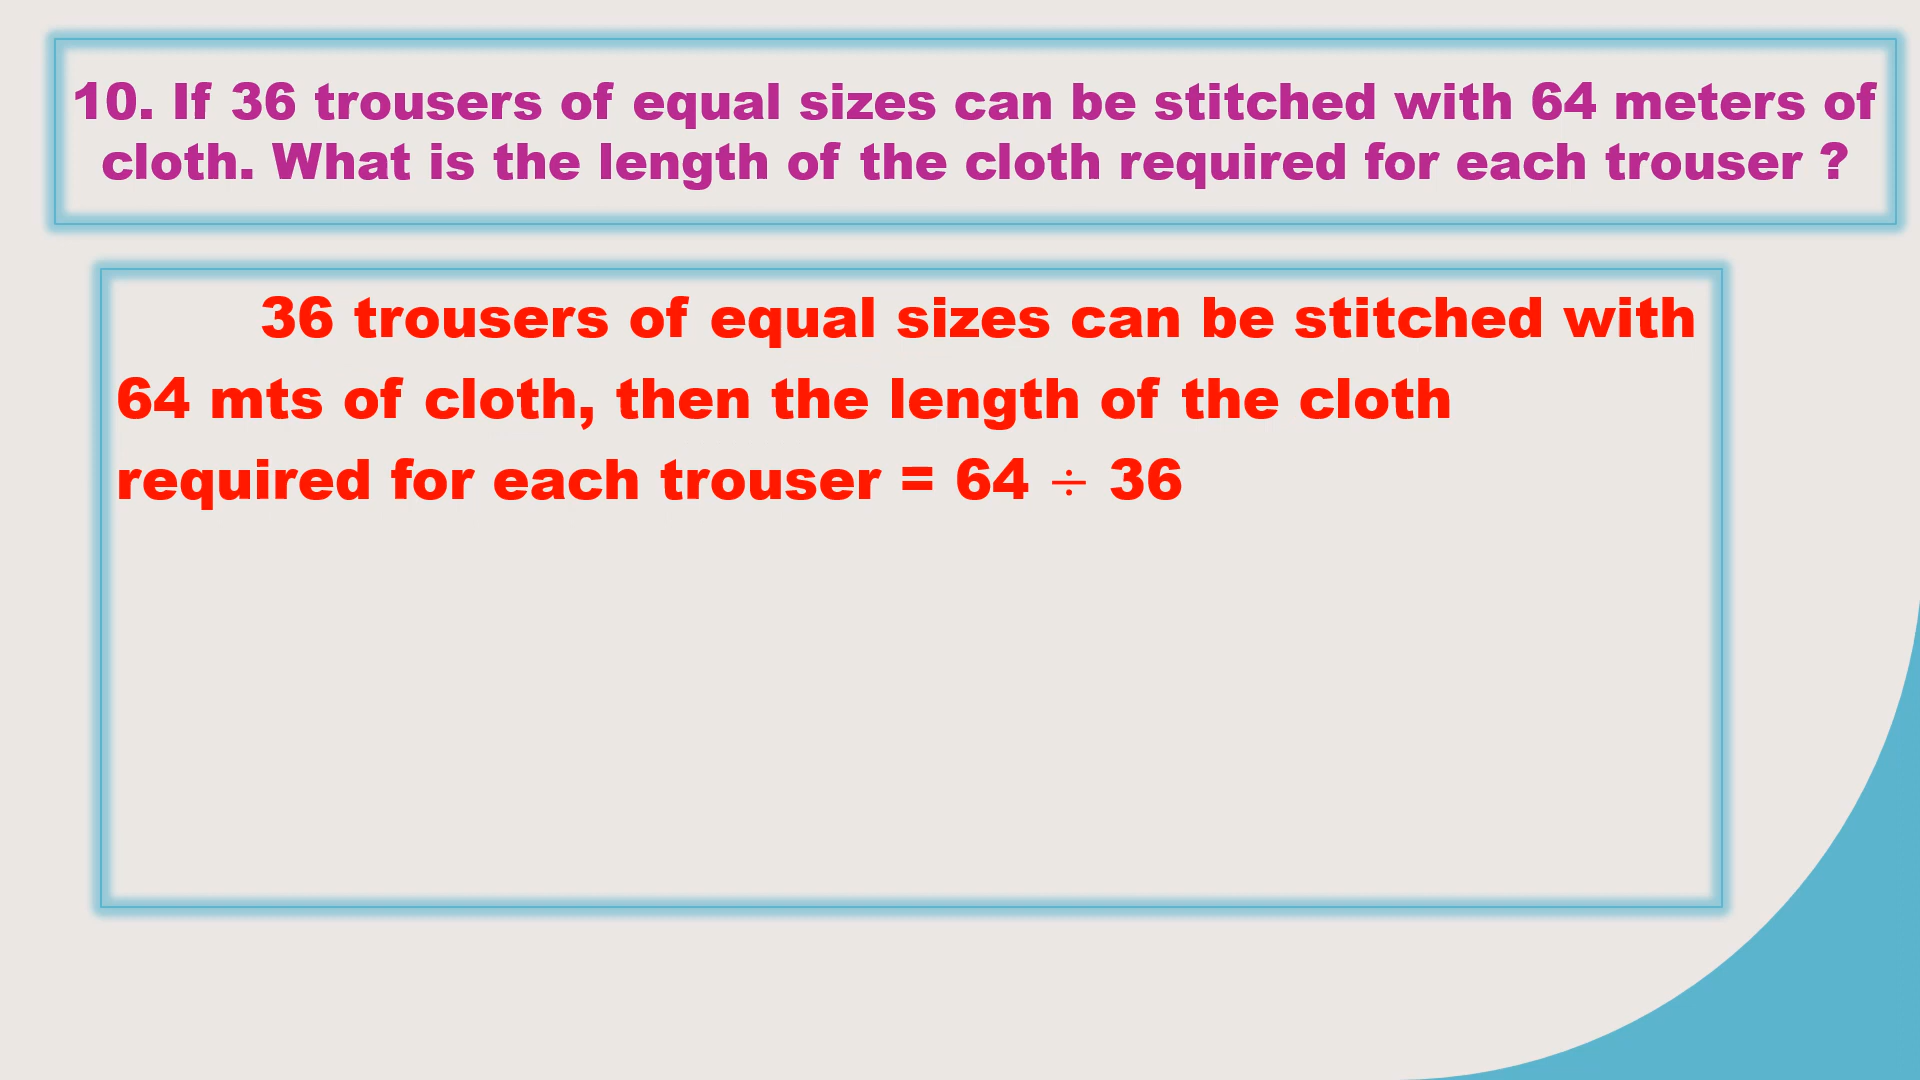 10. If 36 trousers of equal sizes can be stitched with 64 meters of
cloth. What is the length of the cloth required for each trouser ?
36 trousers of equal sizes can be stitched with
64 mts of cloth, then the length of the cloth
required for each trouser = 64 ÷ 36